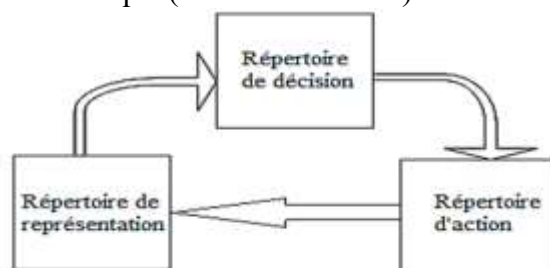 Répertoire
de décision
Répertoire de
représentation
Répertoire
d'action